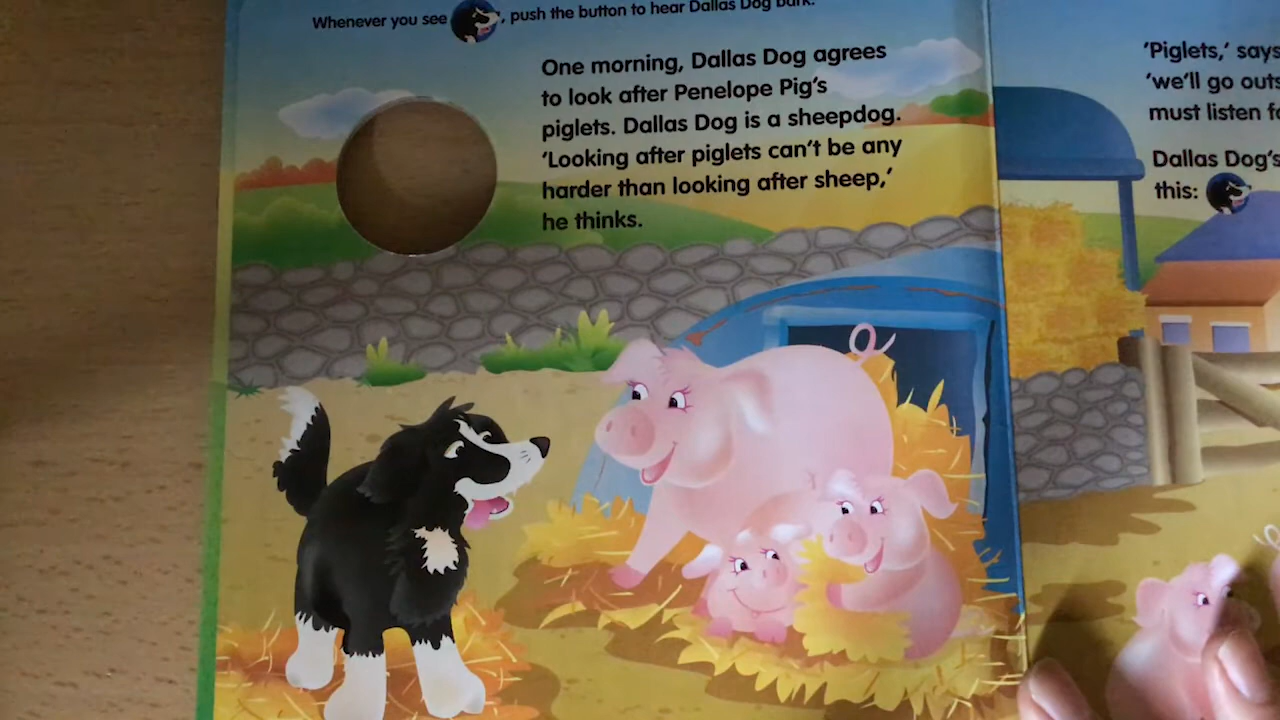 Whenever you see , push the button to hear Dallas Dog bark.
One morning, Dallas Dog agrees
to look after Penelope Pig's
piglets. Dallas Dog is a sheepdog.
'Looking after piglets can't be any
harder than looking after sheep,'
he thinks.
'Piglets,' says
'we'll go outs
must listen fo
Dallas Dog's
this: